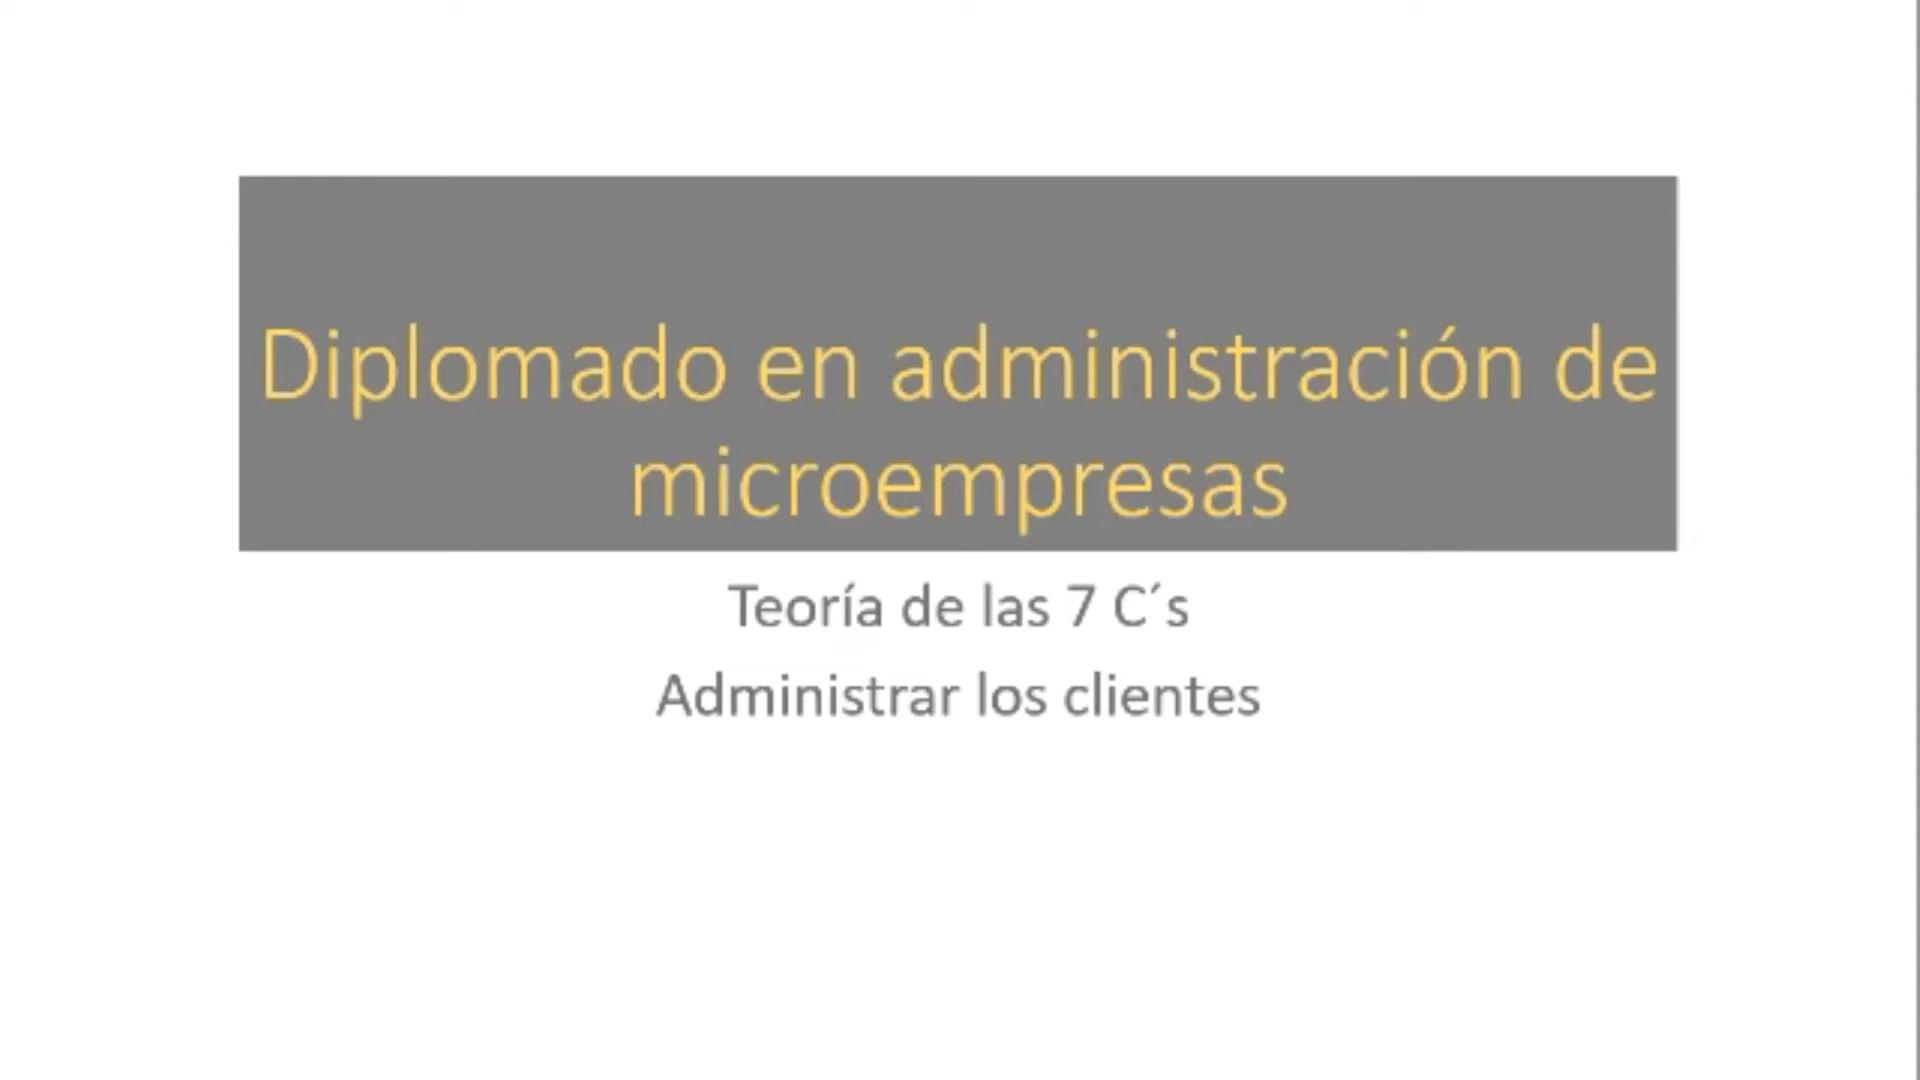 Diplomado en administración de
microempresas
Teoría de las 7 C´s
Administrar los clientes